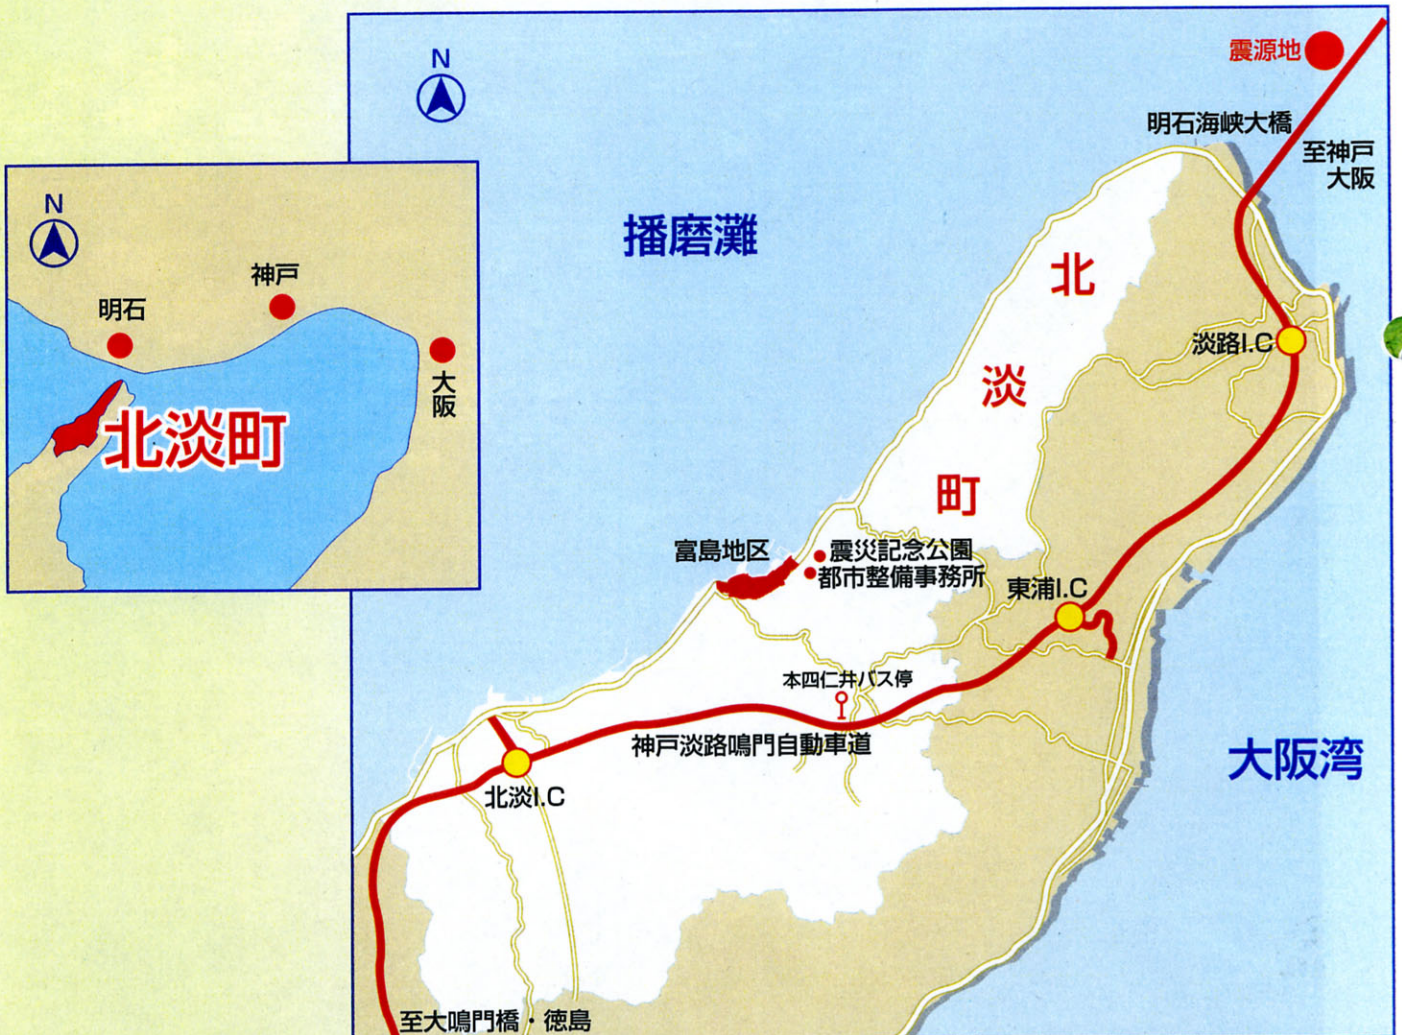 N
震源地
明石海峡大橋
至神戸
大阪
播磨灘
北淡町
淡路I.C
N
神戸
明石
大阪
北淡町
富島地区
震災記念公園
都市整備事務所
東浦I.C
本四仁井バス停
神戸淡路鳴門自動車道
大阪湾
北淡I.C
至大鳴門橋・徳島